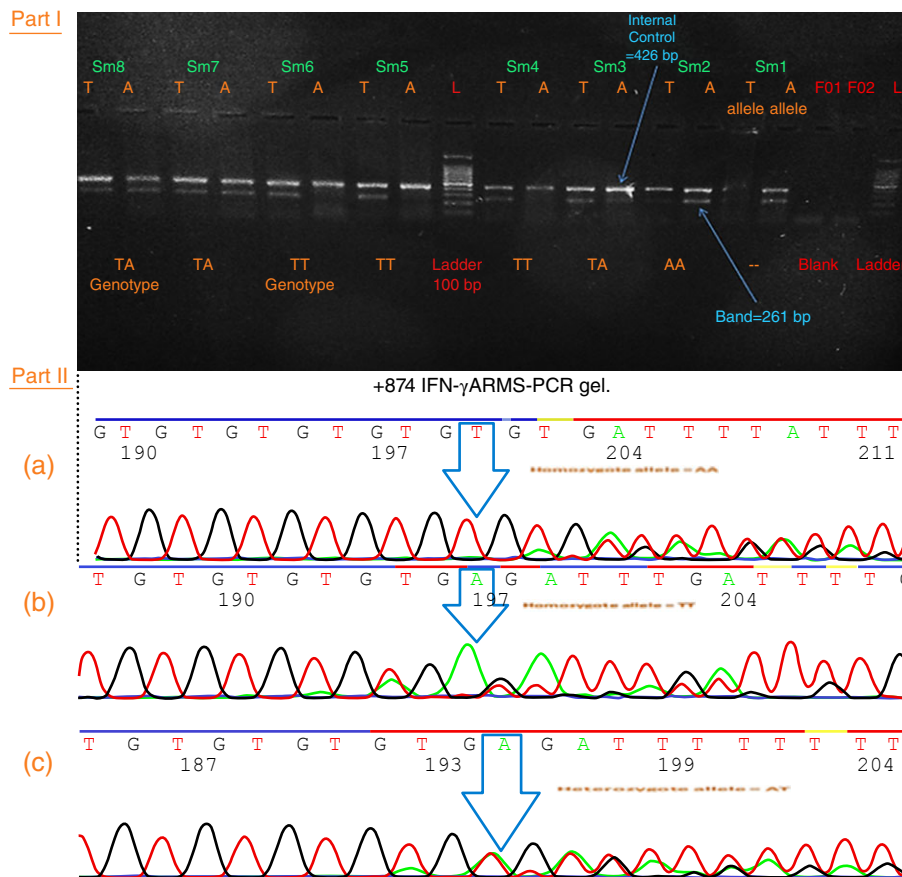 Part I
Internal
Control
=426 bp
Sm8 Sm7 Sm6 Sm5 Sm4 Sm3 Sm2 Sm1
T A T A T A T A L T A T A T A T A F01 F02 L
allele allele
TA TA TT TT Ladder TT TA AA -- Blank Ladde
Genotype Genotype 100 bp
Band=261 bp
Part II
+874 IFN-γARMS-PCR gel.
G T G T G T G T G T G T G T G A T T T T A T T T
190 197 204 211
(a)
Homozygote allele = AA
T G T G T G T G T G A G A T T T G A T T T T
(b)
190 197 204
Homozygote allele = TT
T G T G T G T G T G A G A T T T T T T T T
(c)
187 193 199 204
Heterozygote allele = AT